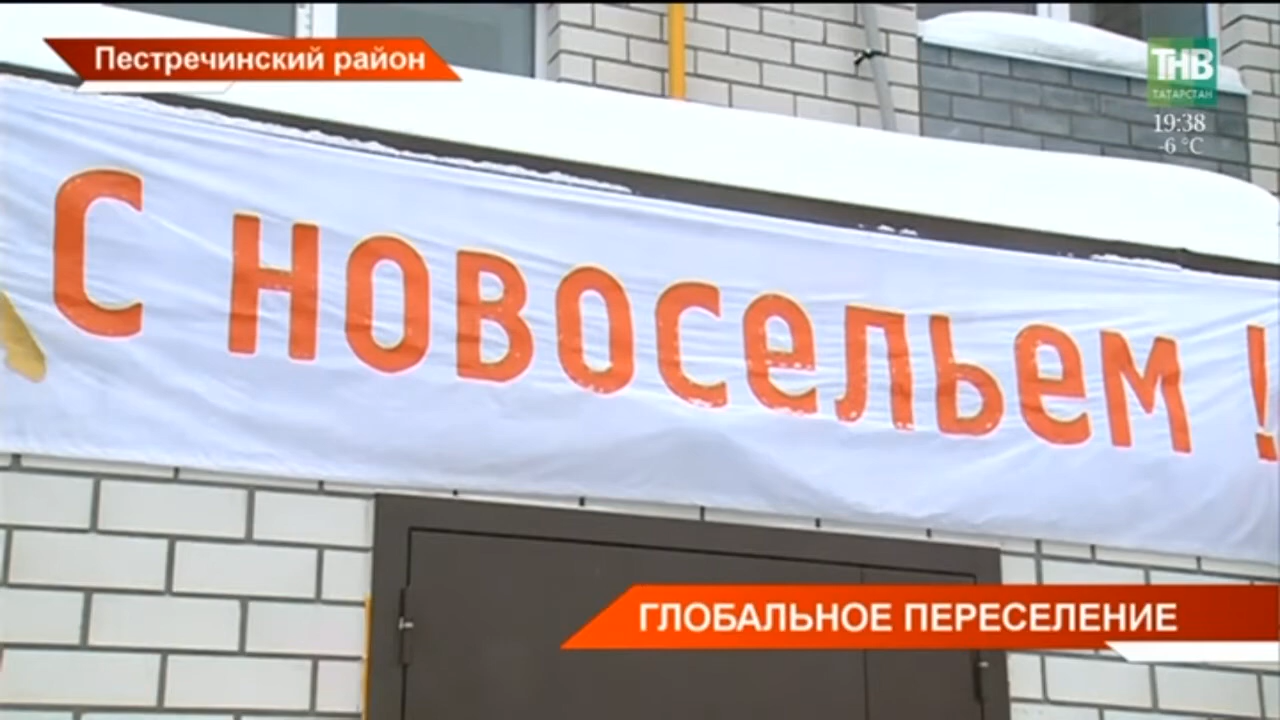 Пестречинский район
ТНВ
ТАТАРСТАН
19:38
-6 °C
С новосельем !
ГЛОБАЛЬНОЕ ПЕРЕСЕЛЕНИЕ